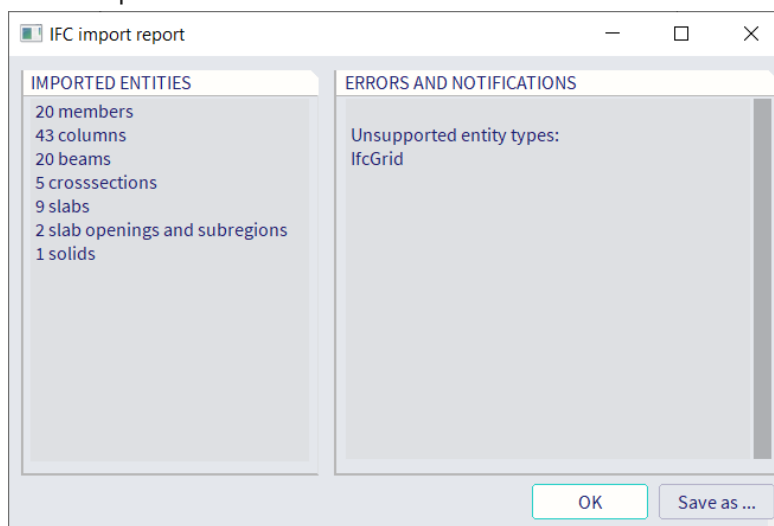 IFC import report
IMPORTED ENTITIES
20 members
43 columns
20 beams
5 crosssections
9 slabs
2 slab openings and subregions
1 solids
ERRORS AND NOTIFICATIONS
Unsupported entity types:
IfcGrid
OK
Save as ...